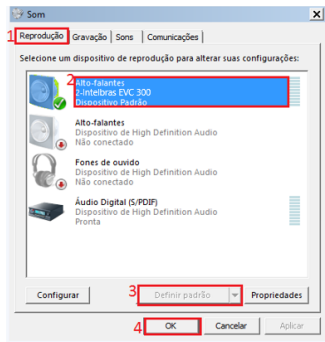 Som
1
Reprodução Gravação Sons Comunicações
Selecione um dispositivo de reprodução para alterar suas configurações:
2
Alto-falantes
2-Intelbras EVC 300
Dispositivo Padrão
Alto-falantes
Dispositivo de High Definition Audio
Não conectado
Fones de ouvido
Dispositivo de High Definition Audio
Não conectado
Áudio Digital (S/PDIF)
Dispositivo de High Definition Audio
Pronta
Configurar 3 Definir padrão Propriedades
4 OK Cancelar Aplicar